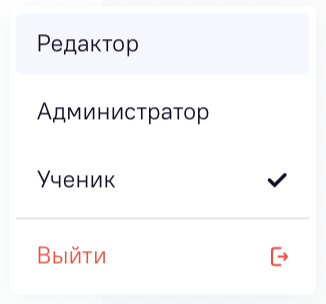 Редактор
Администратор
Ученик
Выйти